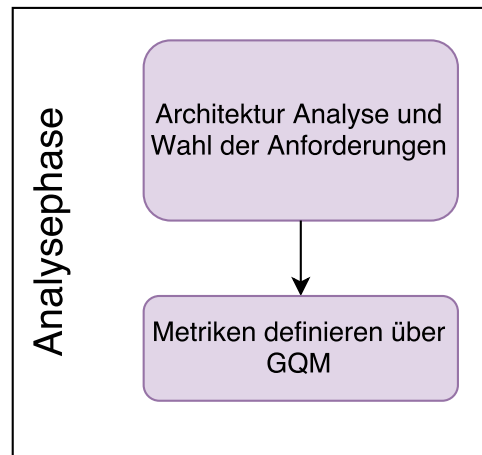 Analysephase
Architektur Analyse und
Wahl der Anforderungen
Metriken definieren über
GQM